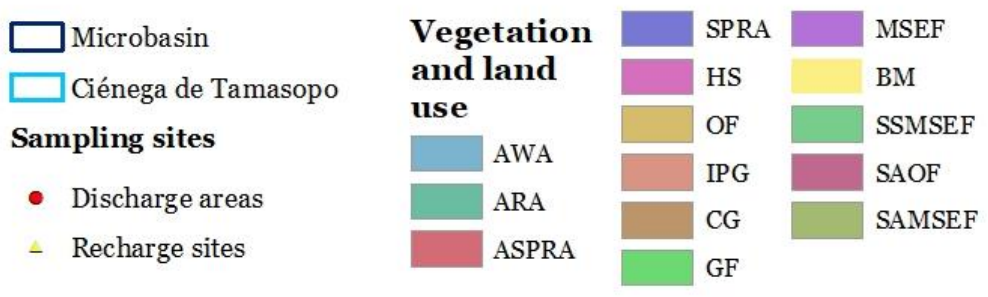 Microbasin
Ciénega de Tamasopo
Sampling sites
Discharge areas
Recharge sites
Vegetation
and land
use
AWA
ARA
ASPRA
SPRA
HS
OF
IPG
CG
GF
MSEF
BM
SSMSEF
SAOF
SAMSEF